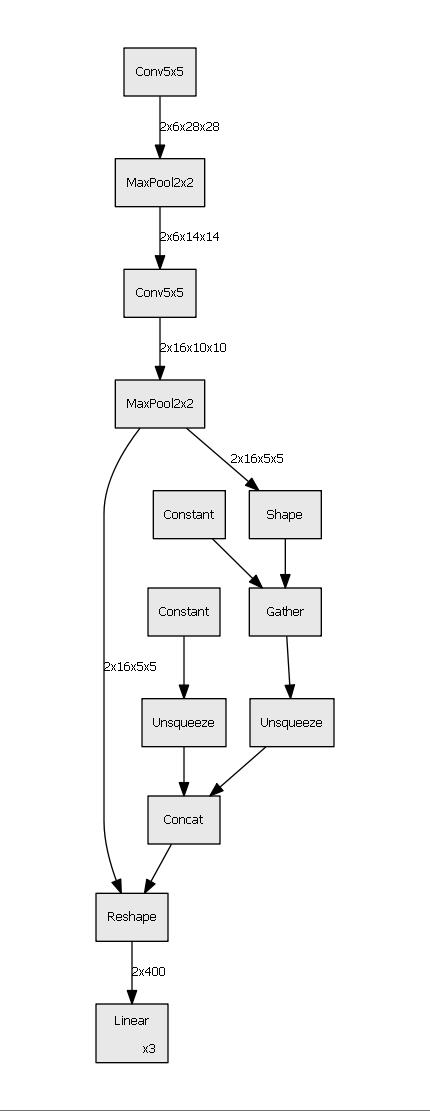 Conv5x5
2x6x28x28
MaxPool2x2
2x6x14x14
Conv5x5
2x16x10x10
MaxPool2x2
2x16x5x5
Constant
Shape
Constant
Gather
2x16x5x5
Unsqueeze
Unsqueeze
Concat
Reshape
2x400
Linear
x3